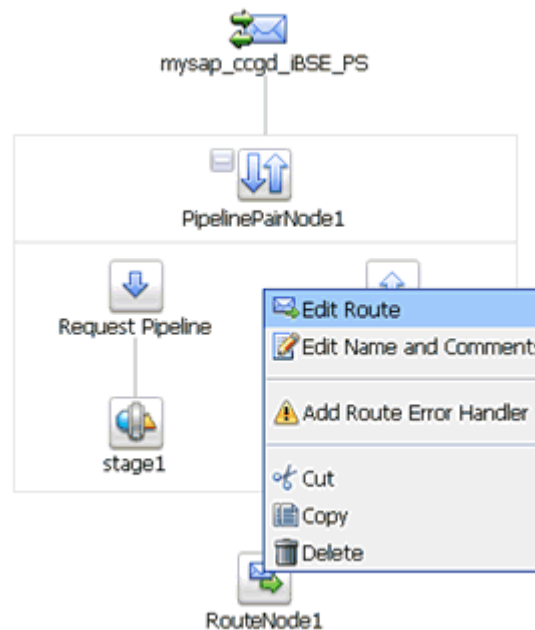 mysap_ccgd_iBSE_PS
PipelinePairNode1
Request Pipeline
Edit Route
Edit Name and Comments
Add Route Error Handler
stage1
Cut
Copy
Delete
RouteNode1